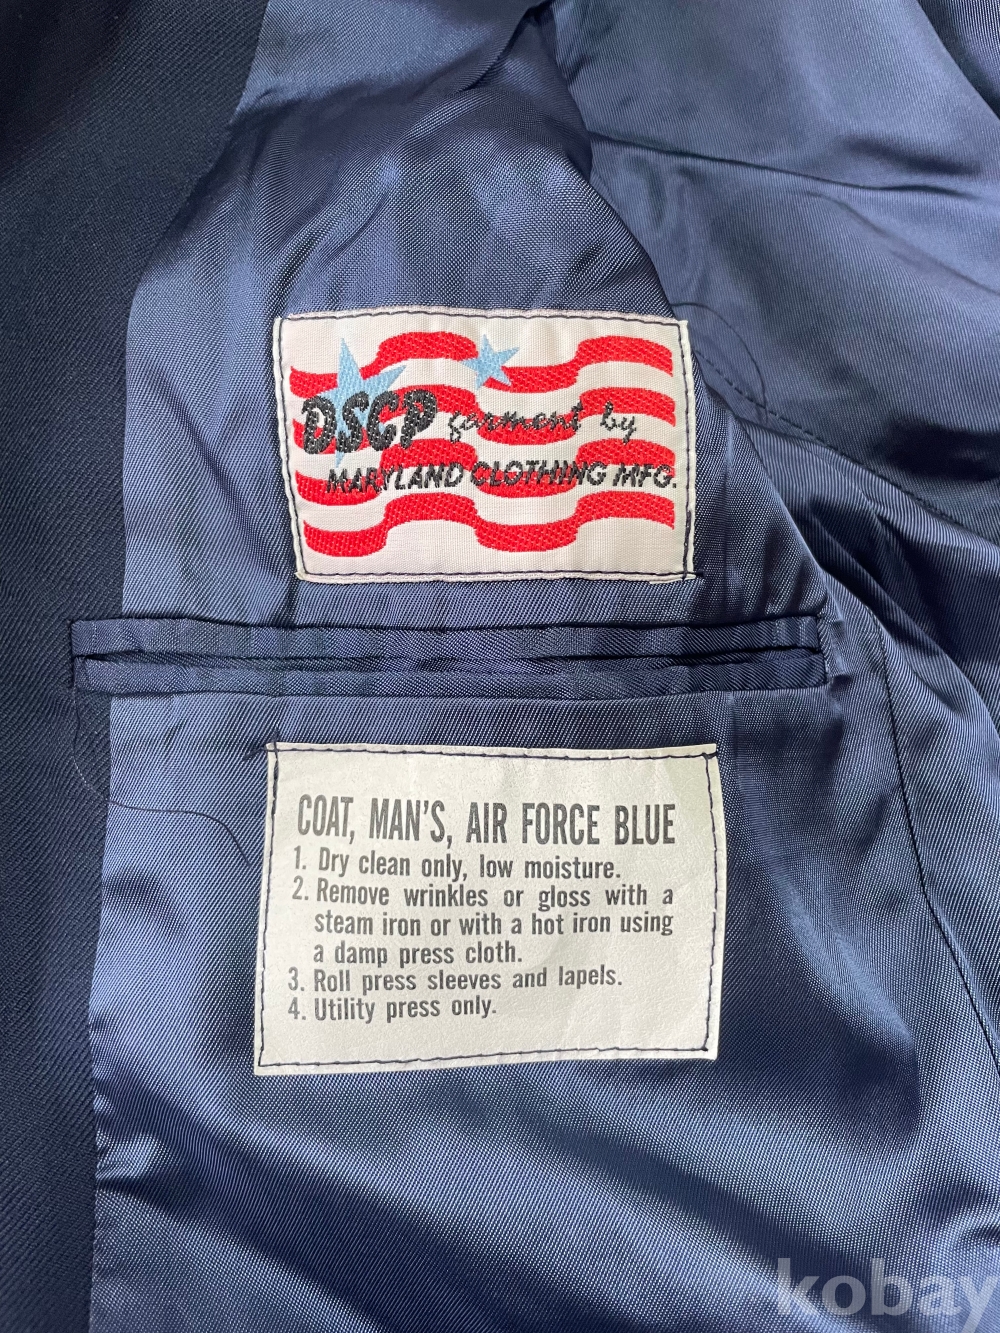 DSCP garment by
MARYLAND CLOTHING MFG.
COAT, MAN'S, AIR FORCE BLUE
1. Dry clean only, low moisture.
2. Remove wrinkles or gloss with a
steam iron or with a hot iron using
a damp press cloth.
3. Roll press sleeves and lapels.
4. Utility press only.
kobay